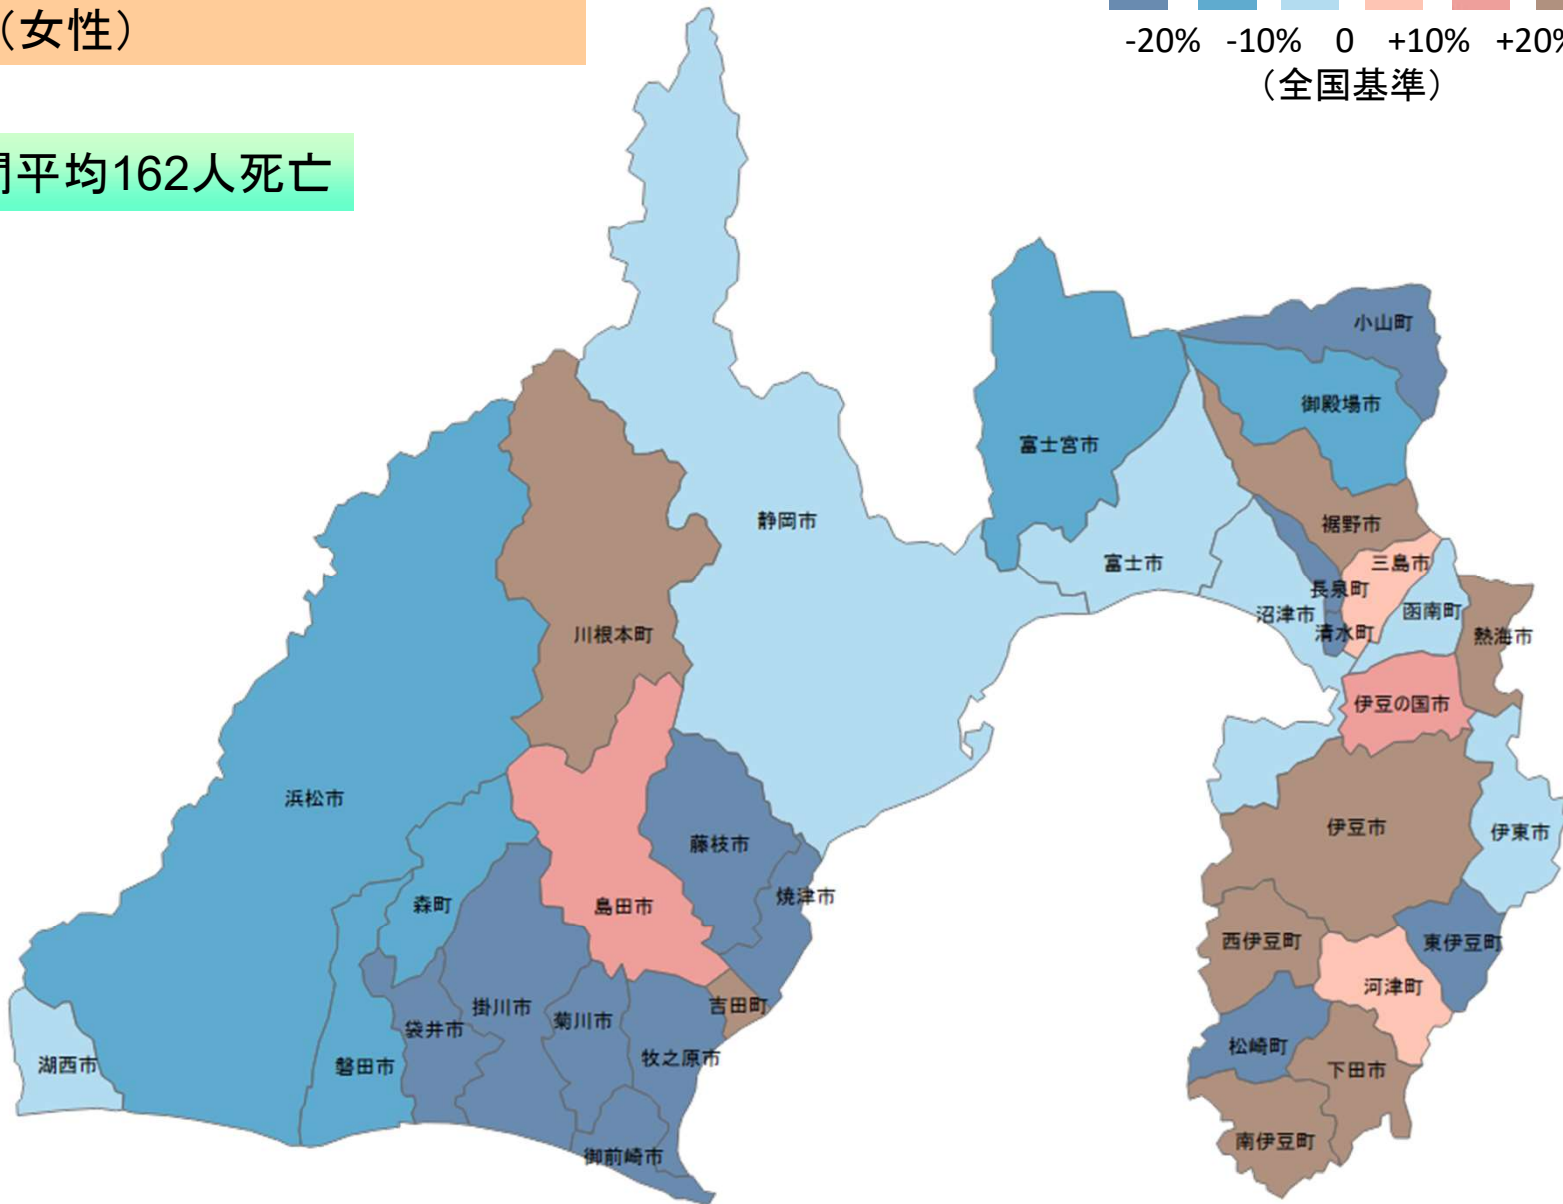 （女性）
-20% -10% 0 +10% +20%
（全国基準）
間平均162人死亡
小山町
御殿場市
富士宮市
静岡市
裾野市
富士市
三島市
長泉町
函南町
沼津市
清水町
川根本町
熱海市
伊豆の国市
浜松市
伊豆市
伊東市
藤枝市
焼津市
森町
島田市
西伊豆町
東伊豆町
河津町
吉田町
掛川市
菊川市
袋井市
松崎町
牧之原市
湖西市
磐田市
下田市
南伊豆町
御前崎市